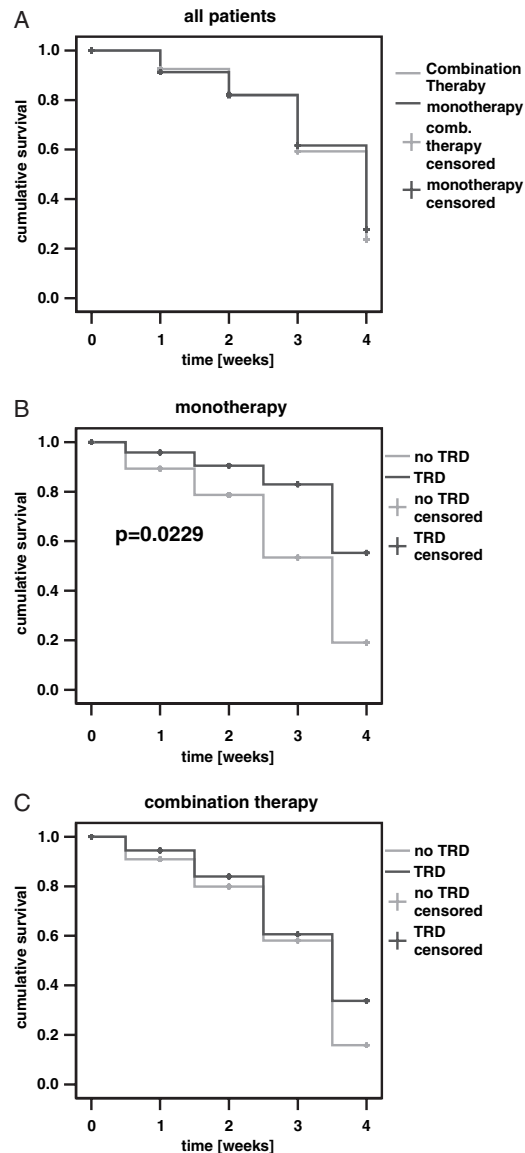 A
all patients
1.0
0.8
0.6
0.4
0.2
0.0
cumulative survival
0 1 2 3 4
time [weeks]
Combination
Theraby
monotherapy
comb.
therapy
censored
monotherapy
censored
B
monotherapy
1.0
0.8
0.6
0.4
0.2
0.0
cumulative survival
p=0.0229
0 1 2 3 4
time [weeks]
no TRD
TRD
no TRD
censored
TRD
censored
C
combination therapy
1.0
0.8
0.6
0.4
0.2
0.0
cumulative survival
0 1 2 3 4
time [weeks]
no TRD
TRD
no TRD
censored
TRD
censored